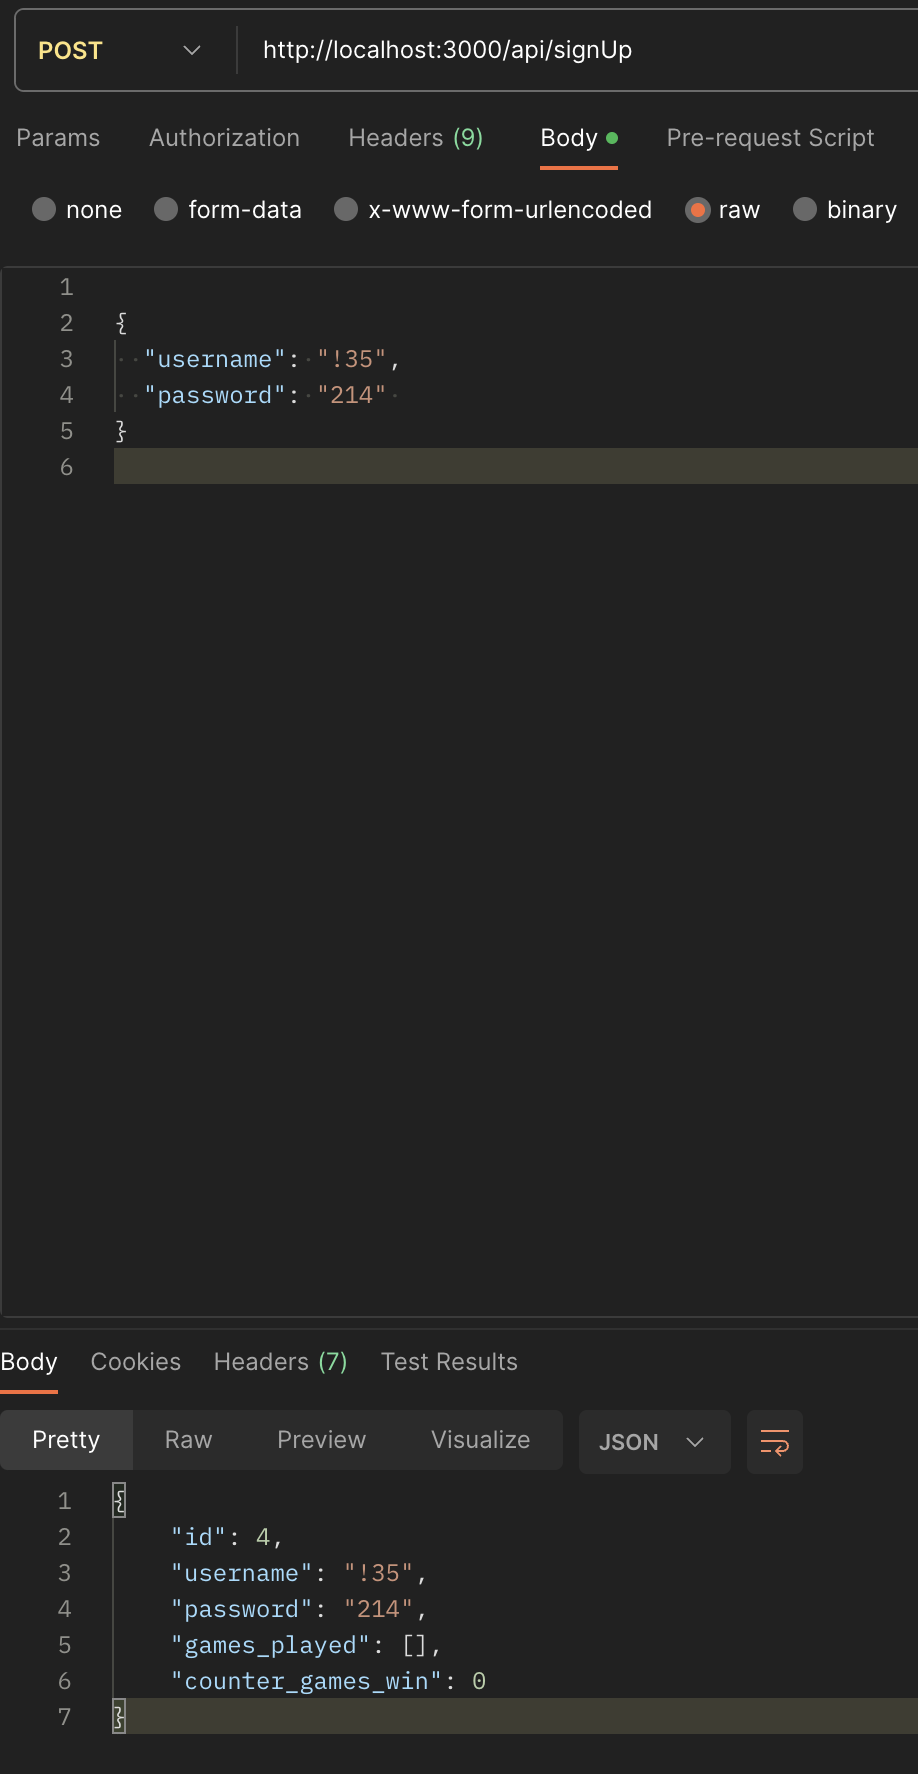 POST http://localhost:3000/api/signUp
Params Authorization Headers (9) Body Pre-request Script
none form-data x-www-form-urlencoded raw binary
1
2 {
3 "username": "!35",
4 "password": "214"
5 }
6
Body Cookies Headers (7) Test Results
Pretty Raw Preview Visualize JSON
1 {
2 "id": 4,
3 "username": "!35",
4 "password": "214",
5 "games_played": [],
6 "counter_games_win": 0
7 }